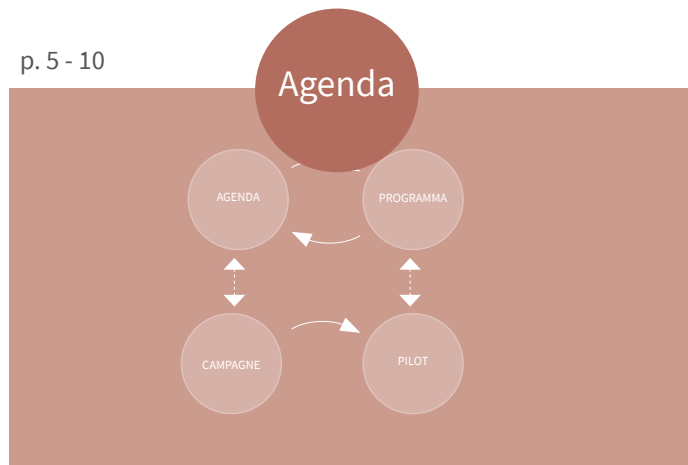 p. 5 - 10
Agenda
AGENDA
PROGRAMMA
CAMPAGNE
PILOT